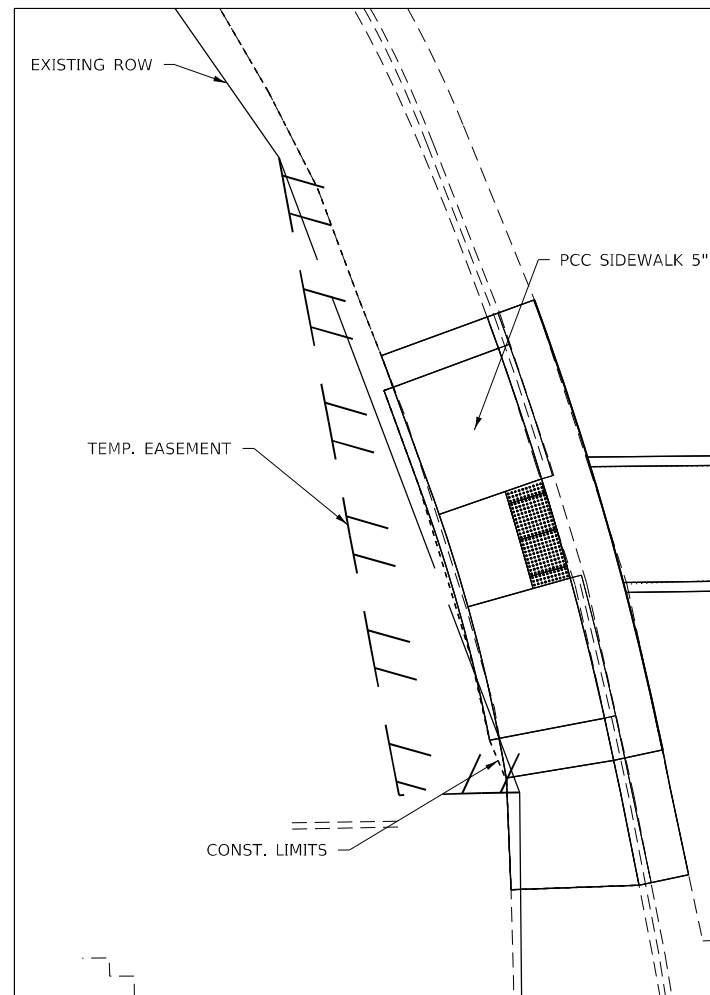 EXISTING ROW
PCC SIDEWALK 5"
TEMP. EASEMENT
CONST. LIMITS